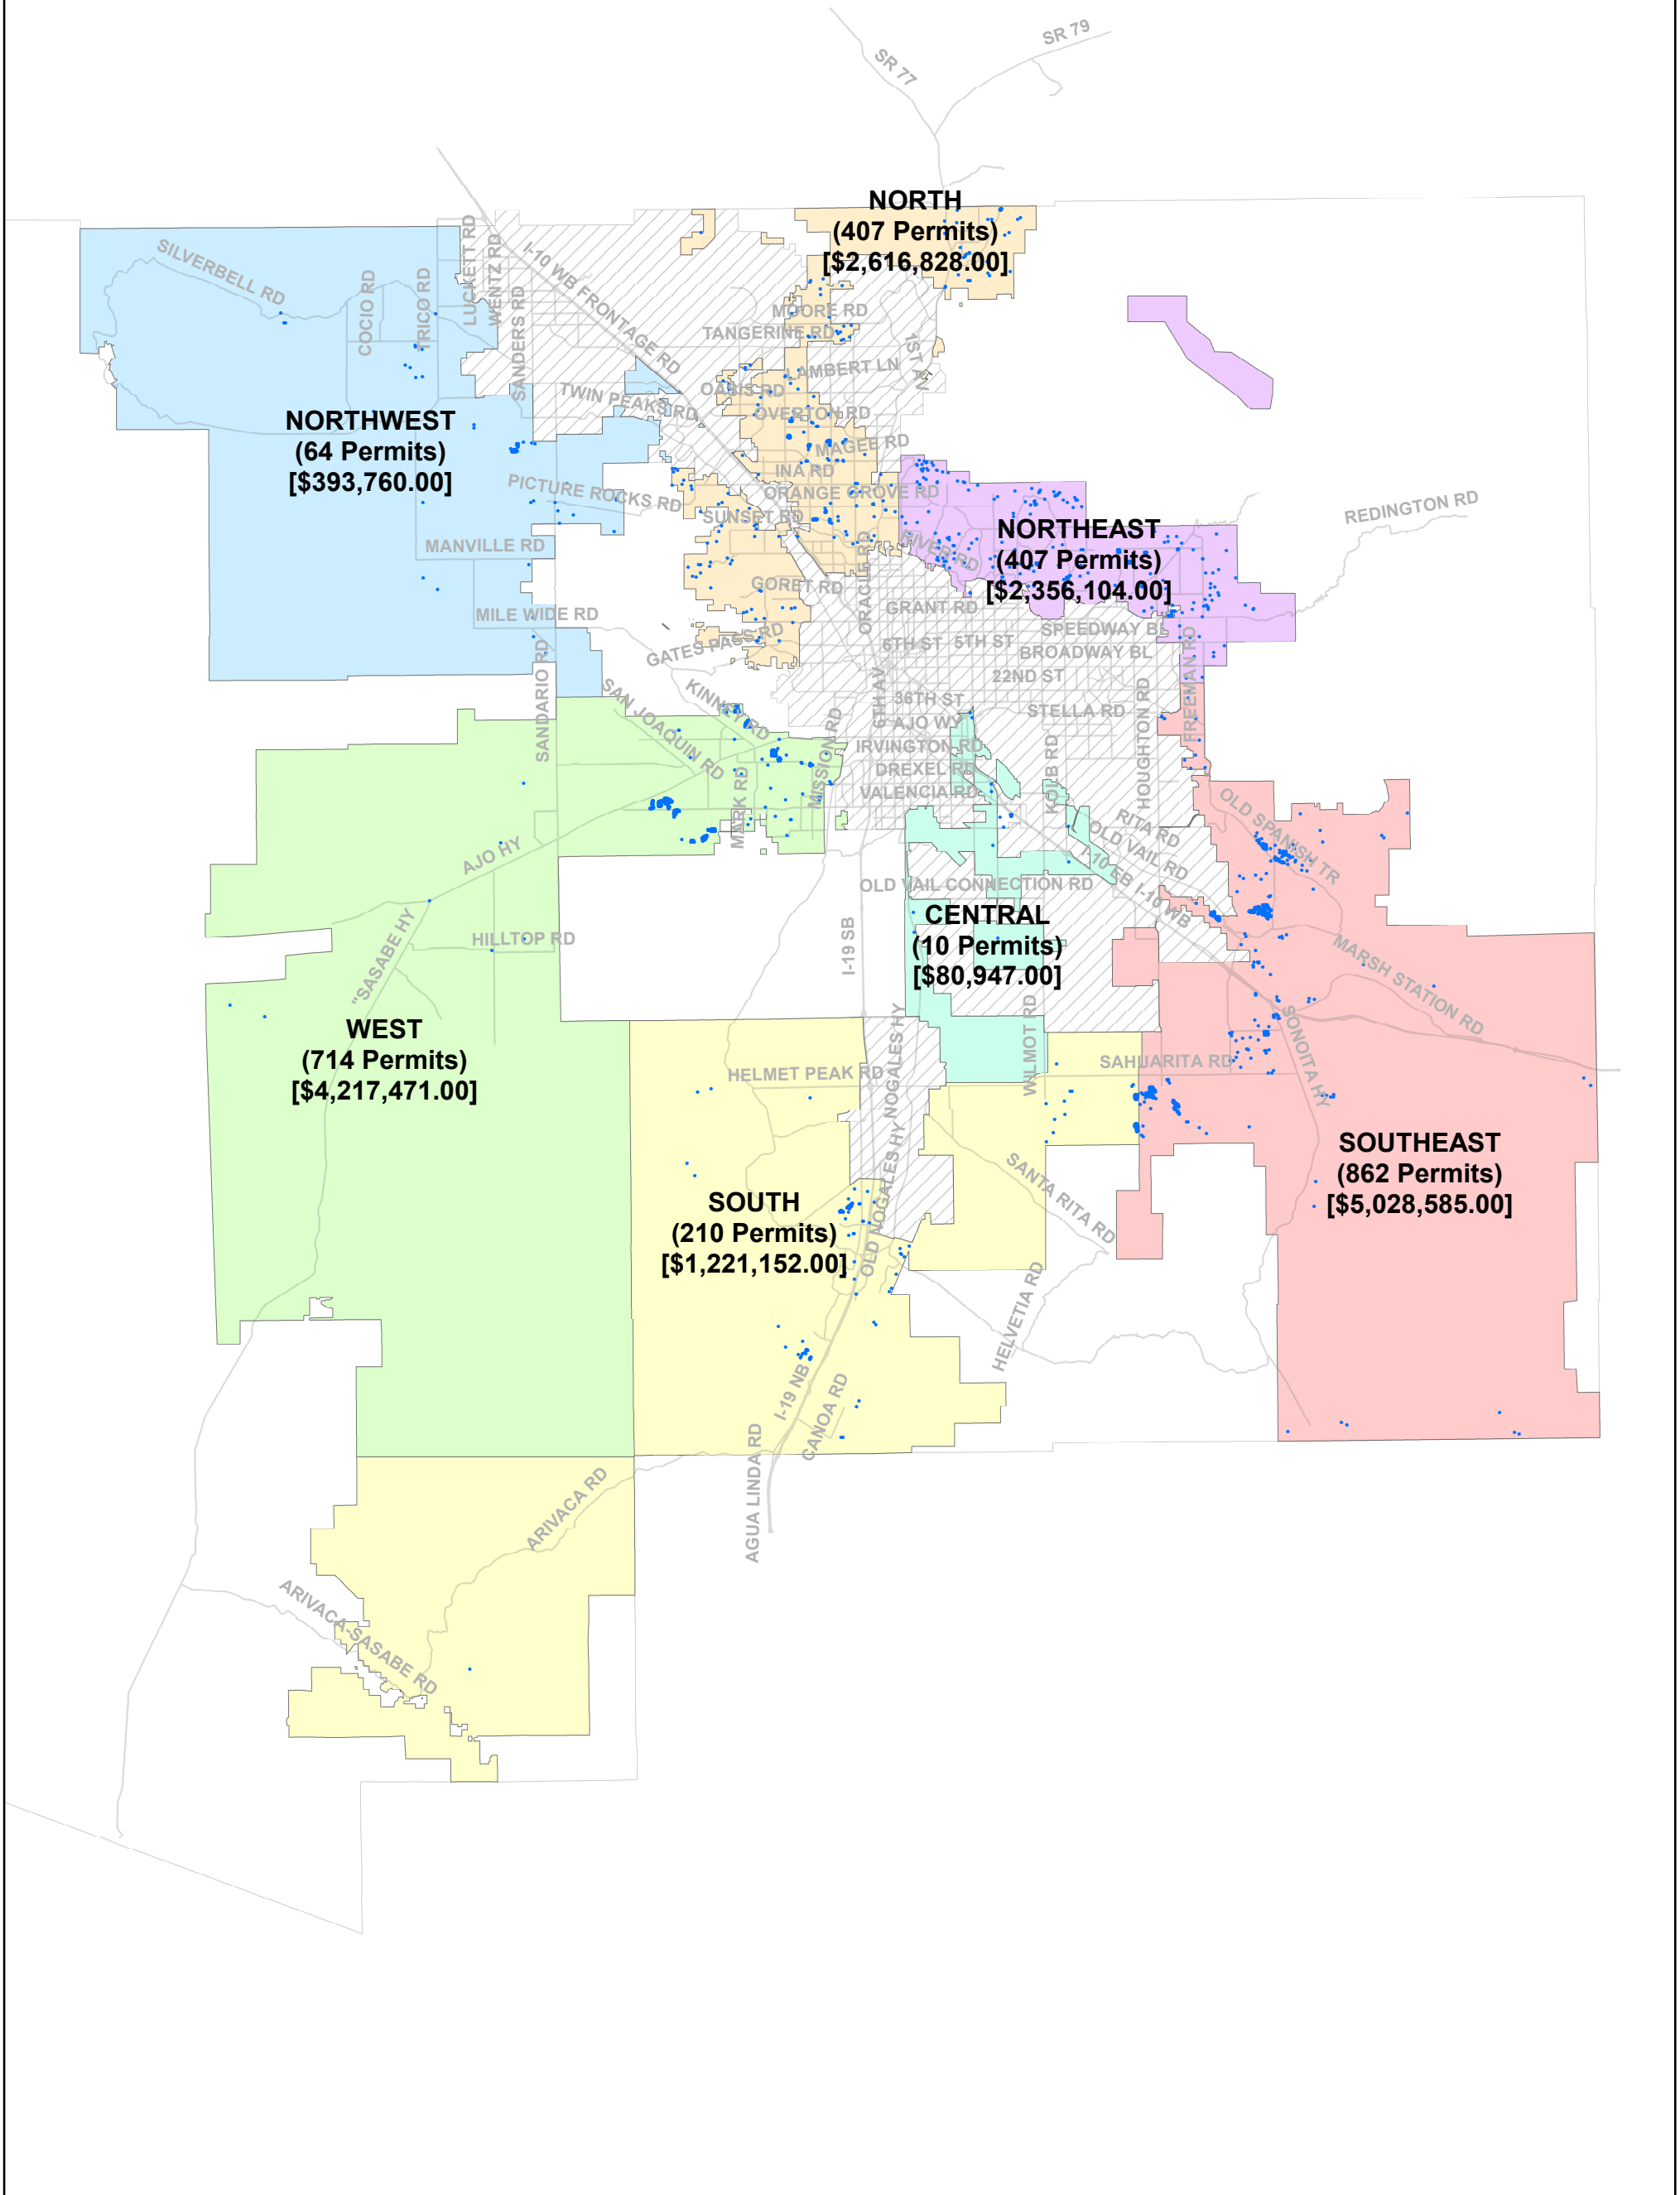 SR 79
SR 77
NORTH
(407 Permits)
[$2,616,828.00]
SILVERBELL RD
COCIO RD
TRICO RD
LUCKETT RD
WENTZ RD
SANDERS RD
I-10 WB FRONTAGE RD
MOORE RD
TANGERINE RD
1ST AV
LAMBERT LN
TWIN PEAKS RD
OASIS RD
OVERTON RD
NORTHWEST
(64 Permits)
[$393,760.00]
MAGEE RD
INA RD
PICTURE ROCKS RD
ORANGE GROVE RD
SUNSET RD
REDINGTON RD
NORTHEAST
(407 Permits)
[$2,356,104.00]
RIVER RD
MANVILLE RD
ORACLE RD
GORET RD
GRANT RD
MILE WIDE RD
SPEEDWAY BL
GATES PASS RD
6TH ST
5TH ST
BROADWAY BL
FREEMAN RD
22ND ST
SANDARIO RD
SAN JOAQUIN RD
KINNEY RD
6TH AV
36TH ST
STELLA RD
AJO WY
HOUGHTON RD
MISSION RD
IRVINGTON RD
DREXEL RD
KOLB RD
VALENCIA RD
MARK RD
AJO HY
OLD SPANISH TR
RITA RD
OLD VAIL RD
I-10 EB
I-10 WB
OLD VAIL CONNECTION RD
CENTRAL
(10 Permits)
[$80,947.00]
HILLTOP RD
I-19 SB
"SASABE HY
MARSH STATION RD
WEST
(714 Permits)
[$4,217,471.00]
NOGALES HY
WILMOT RD
SONOITA HY
SAHUARITA RD
HELMET PEAK RD
SOUTHEAST
(862 Permits)
[$5,028,585.00]
SANTA RITA RD
SOUTH
(210 Permits)
[$1,221,152.00]
OLD NOGALES HY
HELVETIA RD
I-19 NB
CANOA RD
AGUA LINDA RD
ARIVACA RD
ARIVACA-SASABE RD